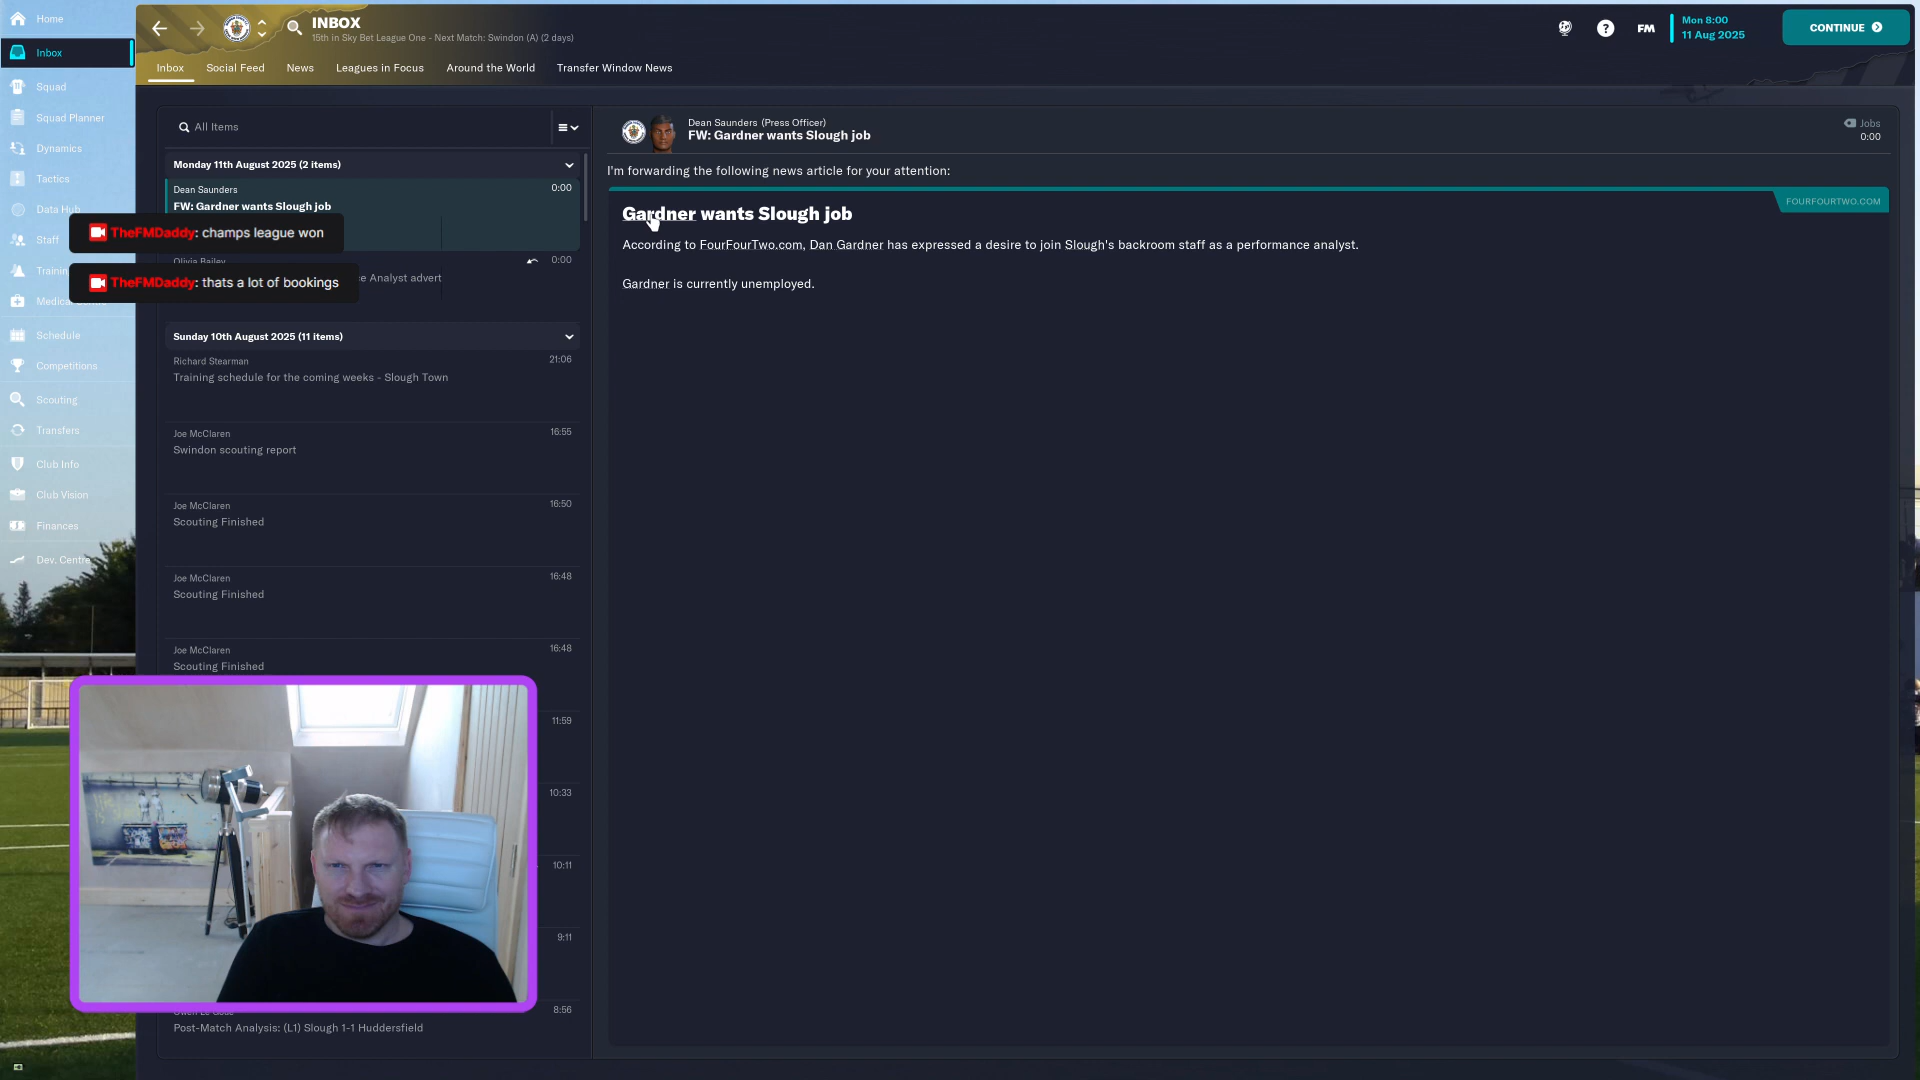 Home
Inbox
Squad
Squad Planner
Dynamics
Tactics
Data Hub
Staff
Medical
Schedule
Competitions
Scouting
Transfers
Club Info
Club Vision
Finances
Dev. Centre
INBOX
15th in Sky Bet League One - Next Match: Swindon (A) (2 days)
FM
Mon 8:00
11 Aug 2025
CONTINUE
Inbox
Social Feed
News
Leagues in Focus
Around the World
Transfer Window News
All Items
Monday 11th August 2025 (2 items)
Dean Saunders
0:00
FW: Gardner wants Slough job
TheFMDaddy: champs league won
Olivia Bailey
0:00
e Analyst advert
TheFMDaddy: thats a lot of bookings
Sunday 10th August 2025 (11 items)
Richard Stearman
21:06
Training schedule for the coming weeks - Slough Town
Joe McClaren
16:55
Swindon scouting report
Joe McClaren
16:50
Scouting Finished
Joe McClaren
16:48
Scouting Finished
Joe McClaren
16:48
Scouting Finished
11:59
10:33
10:11
9:11
8:56
Post-Match Analysis: (L1) Slough 1-1 Huddersfield
Dean Saunders (Press Officer)
FW: Gardner wants Slough job
Jobs
0:00
I'm forwarding the following news article for your attention:
FOURFOURTWO.COM
Gardner wants Slough job
According to FourFourTwo.com, Dan Gardner has expressed a desire to join Slough's backroom staff as a performance analyst.
Gardner is currently unemployed.